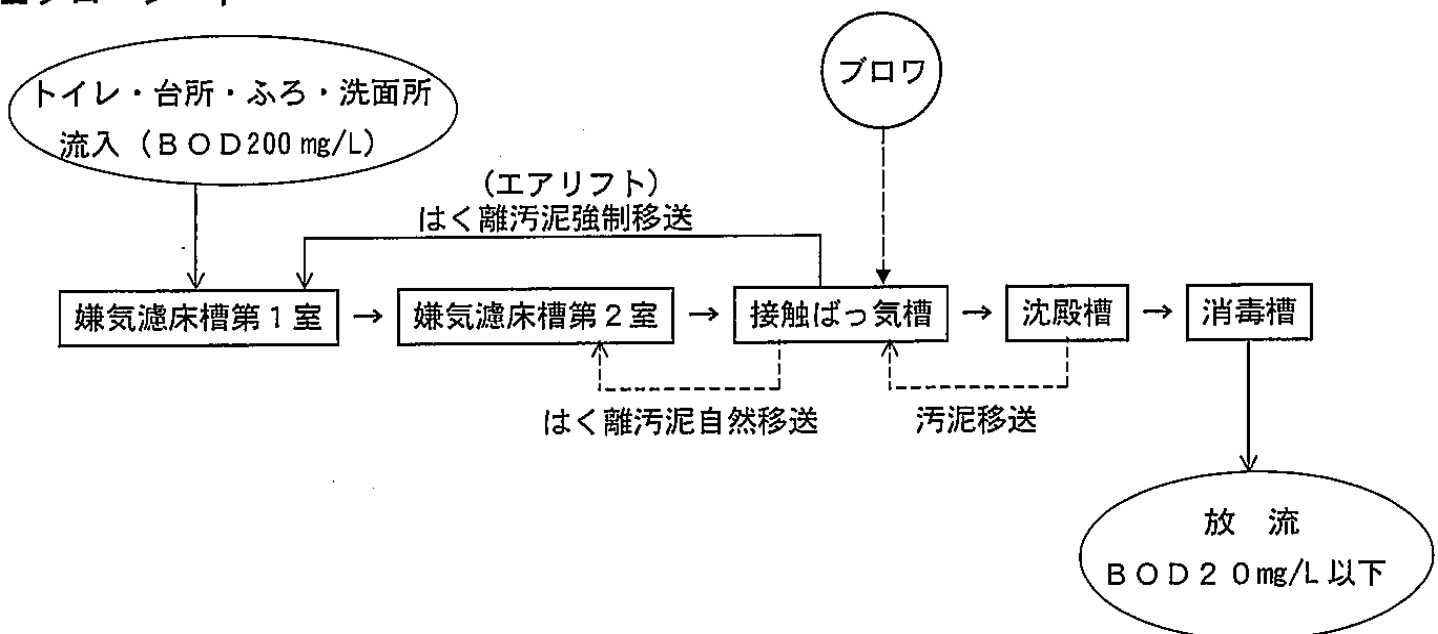 トイレ・台所・ふろ・洗面所
流入（ＢＯＤ200㎎/L）
ブロワ
（エアリフト）
はく離汚泥強制移送
嫌気濾床槽第１室
嫌気濾床槽第２室
接触ばっ気槽
沈殿槽
消毒槽
はく離汚泥自然移送
汚泥移送
放　流
ＢＯＤ２０㎎/L以下